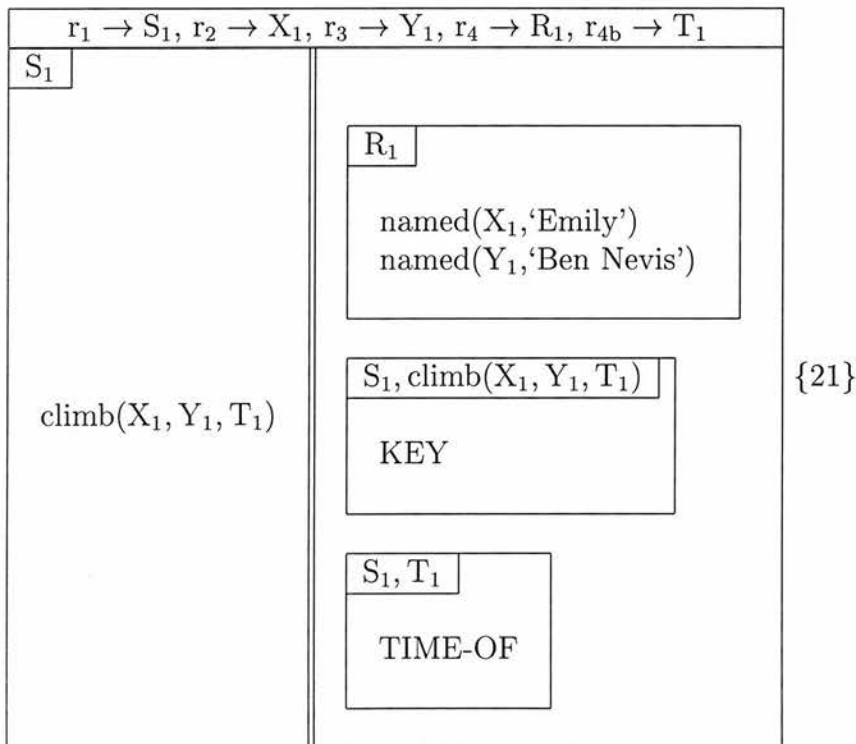 r₁ → S₁, r₂ → X₁, r₃ → Y₁, r₄ → R₁, r₄ᵦ → T₁
S₁
R₁
named(X₁,‘Emily’)
named(Y₁,‘Ben Nevis’)
S₁, climb(X₁, Y₁, T₁)
{21}
climb(X₁, Y₁, T₁)
KEY
S₁, T₁
TIME-OF